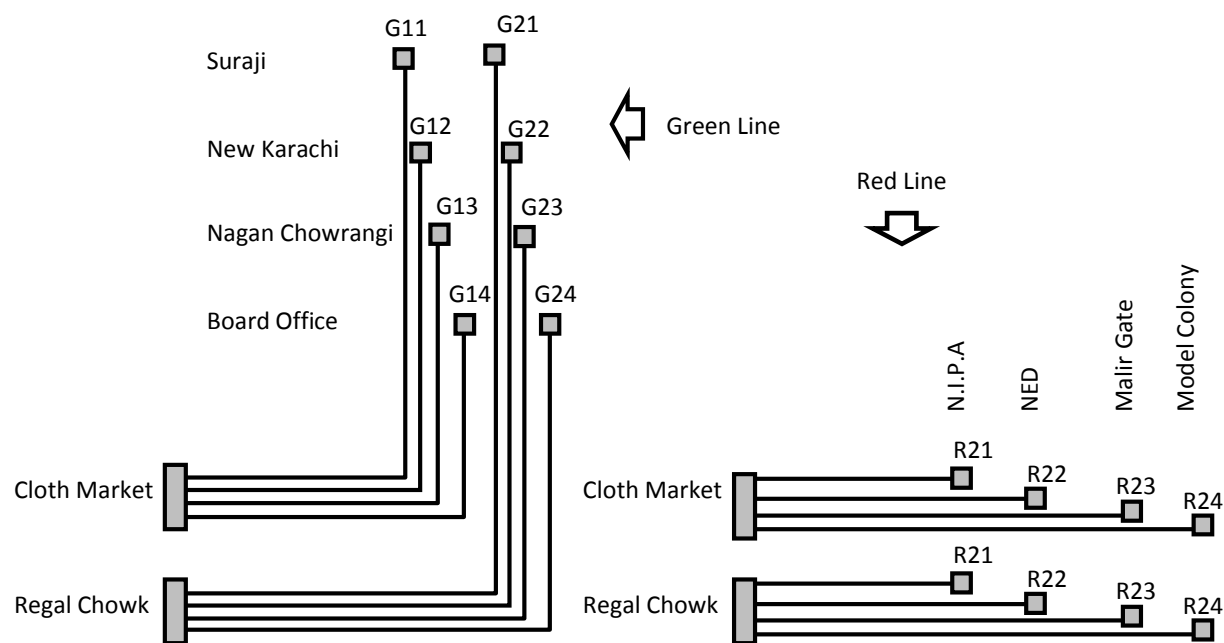 G11
G21
Suraji
G12
G22
Green Line
New Karachi
Red Line
G13
G23
Nagan Chowrangi
G14
G24
Board Office
N.I.P.A
NED
Malir Gate
Model Colony
Cloth Market
Regal Chowk
R21
R22
R23
R24
Cloth Market
R21
R22
R23
R24
Regal Chowk